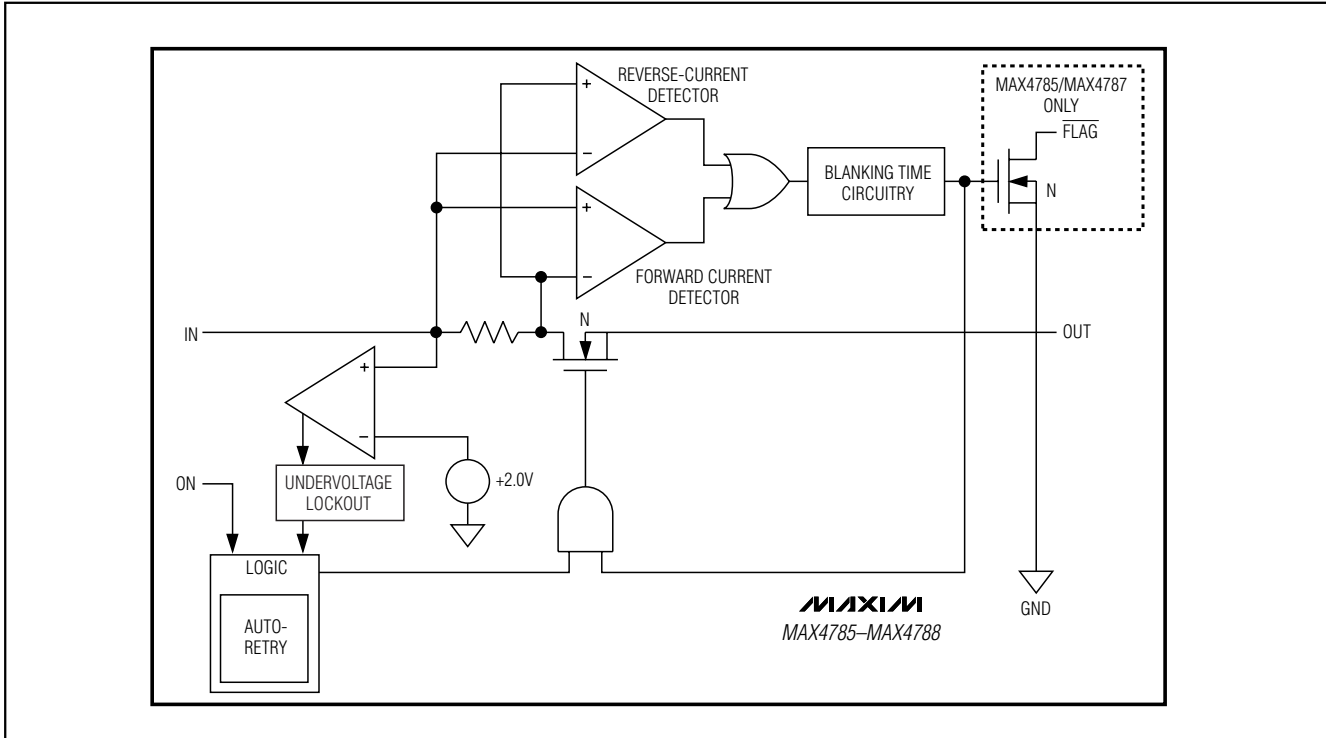 REVERSE-CURRENT
DETECTOR
+
−
MAX4785/MAX4787
ONLY
FLAG
N
BLANKING TIME
CIRCUITRY
+
−
FORWARD CURRENT
DETECTOR
IN
N
OUT
+
−
ON
UNDERVOLTAGE
LOCKOUT
+2.0V
LOGIC
AUTO-
RETRY
GND
MAXIM
MAX4785–MAX4788